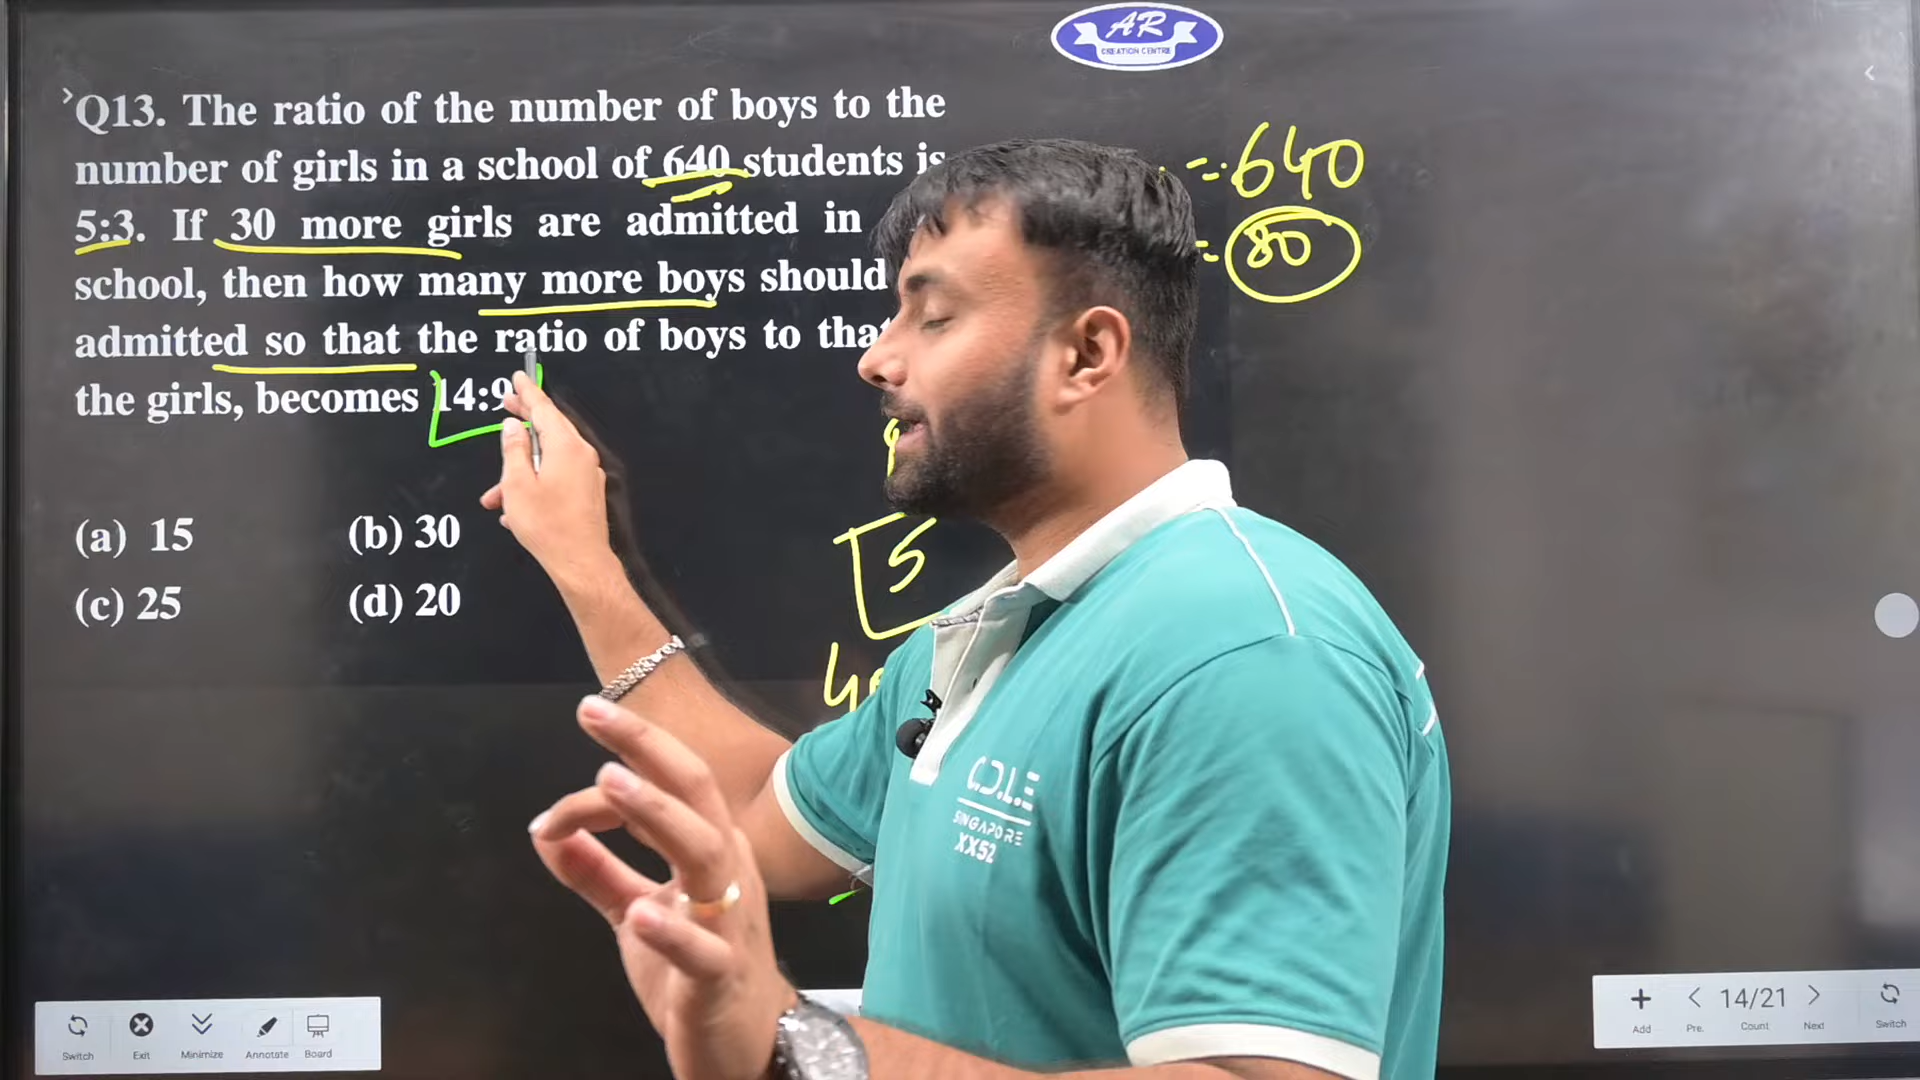 AR
CREATION CENTRE
Q13. The ratio of the number of boys to the
number of girls in a school of 640 students is
5:3. If 30 more girls are admitted in
school, then how many more boys should
admitted so that the ratio of boys to that
the girls, becomes 14:9
(a) 15 (b) 30
(c) 25 (d) 20
= 640
= 80
5
C.D.L.E
SINGAPORE
XX52
Switch Exit Minimize Annotate Board
14/21
Add Pre. Count Next Switch